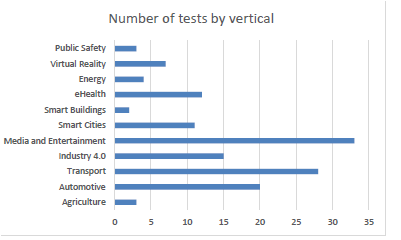 Number of tests by vertical
Public Safety
Virtual Reality
Energy
eHealth
Smart Buildings
Smart Cities
Media and Entertainment
Industry 4.0
Transport
Automotive
Agriculture
0 5 10 15 20 25 30 35